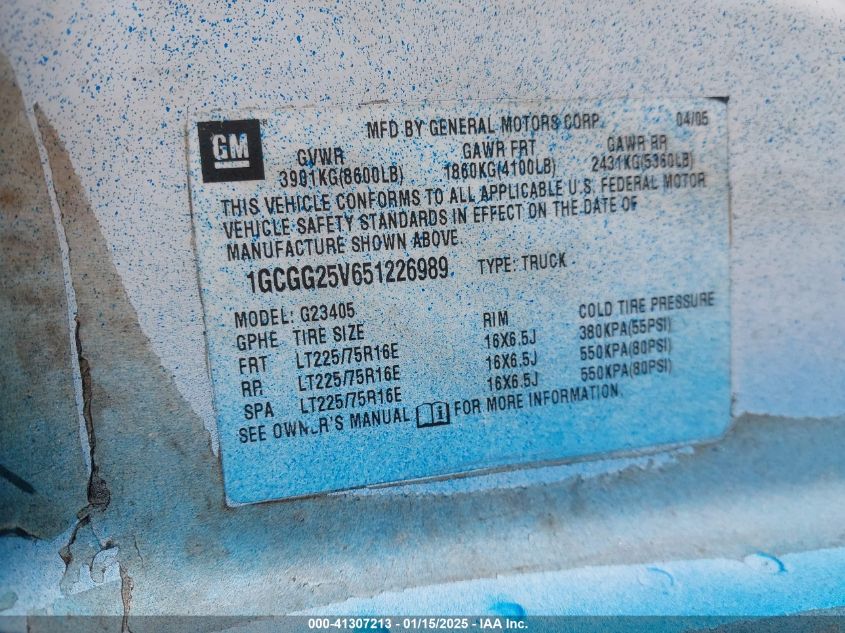 GM
MFD BY GENERAL MOTORS CORP. 04/05
GVWR GAWR FRT GAWR RR
3901KG(8600LB) 1860KG(4100LB) 2431KG(5360LB)
THIS VEHICLE CONFORMS TO ALL APPLICABLE U.S. FEDERAL MOTOR
VEHICLE SAFETY STANDARDS IN EFFECT ON THE DATE OF
MANUFACTURE SHOWN ABOVE.
1GCGG25V651226989 TYPE: TRUCK
MODEL: G23405
GPHE TIRE SIZE RIM COLD TIRE PRESSURE
FRT LT225/75R16E 16X6.5J 380KPA(55PSI)
RR LT225/75R16E 16X6.5J 550KPA(80PSI)
SPA LT225/75R16E 16X6.5J 550KPA(80PSI)
SEE OWNER'S MANUAL FOR MORE INFORMATION.
000-41307213 - 01/15/2025 - IAA Inc.